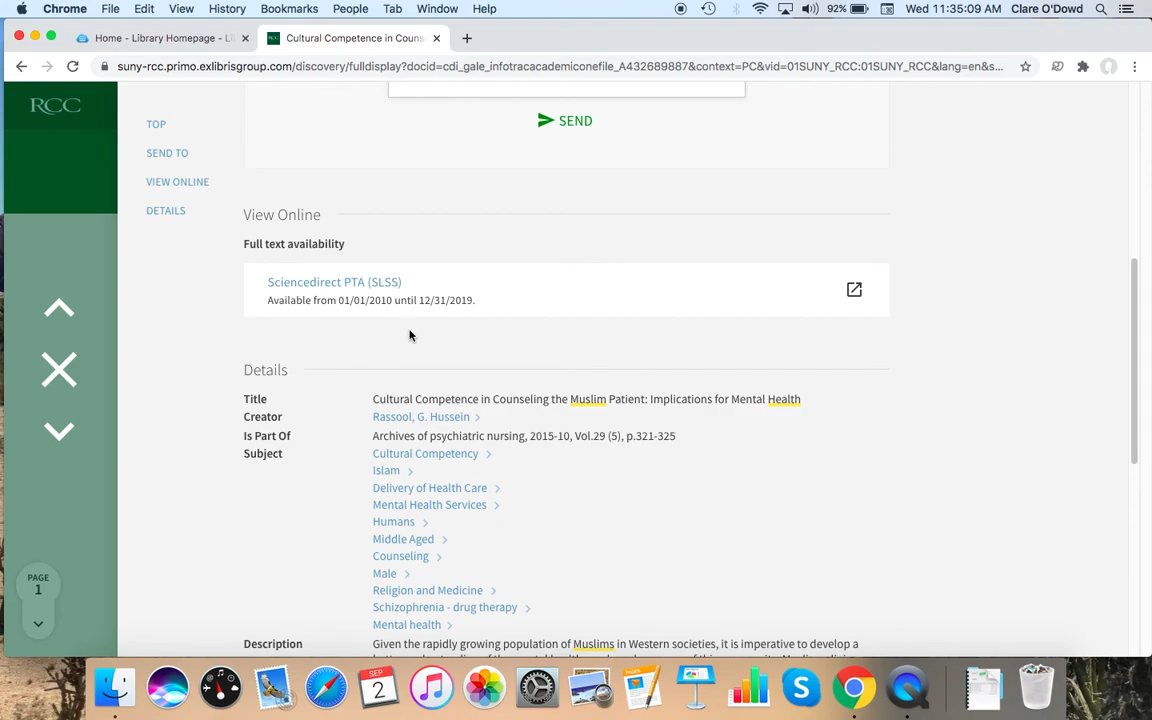 Chrome File Edit View History Bookmarks People Tab Window Help 92% Wed 11:35:09 AM Clare O'Dowd
Home - Library Homepage - Li
Cultural Competence in Couns
suny-rcc.primo.exlibrisgroup.com/discovery/fulldisplay?docid=cdi_gale_infotracacademiconefile_A432689887&context=PC&vid=01SUNY_RCC:01SUNY_RCC&lang=en&s...
RCC
TOP
SEND TO
VIEW ONLINE
DETAILS
SEND
View Online
Full text availability
Sciencedirect PTA (SLSS)
Available from 01/01/2010 until 12/31/2019.
Details
Title Cultural Competence in Counseling the Muslim Patient: Implications for Mental Health
Creator Rassool, G. Hussein
Is Part Of Archives of psychiatric nursing, 2015-10, Vol.29 (5), p.321-325
Subject Cultural Competency
Islam
Delivery of Health Care
Mental Health Services
Humans
Middle Aged
Counseling
Male
Religion and Medicine
Schizophrenia - drug therapy
Mental health
Description Given the rapidly growing population of Muslims in Western societies, it is imperative to develop a
PAGE
1
SEP
2